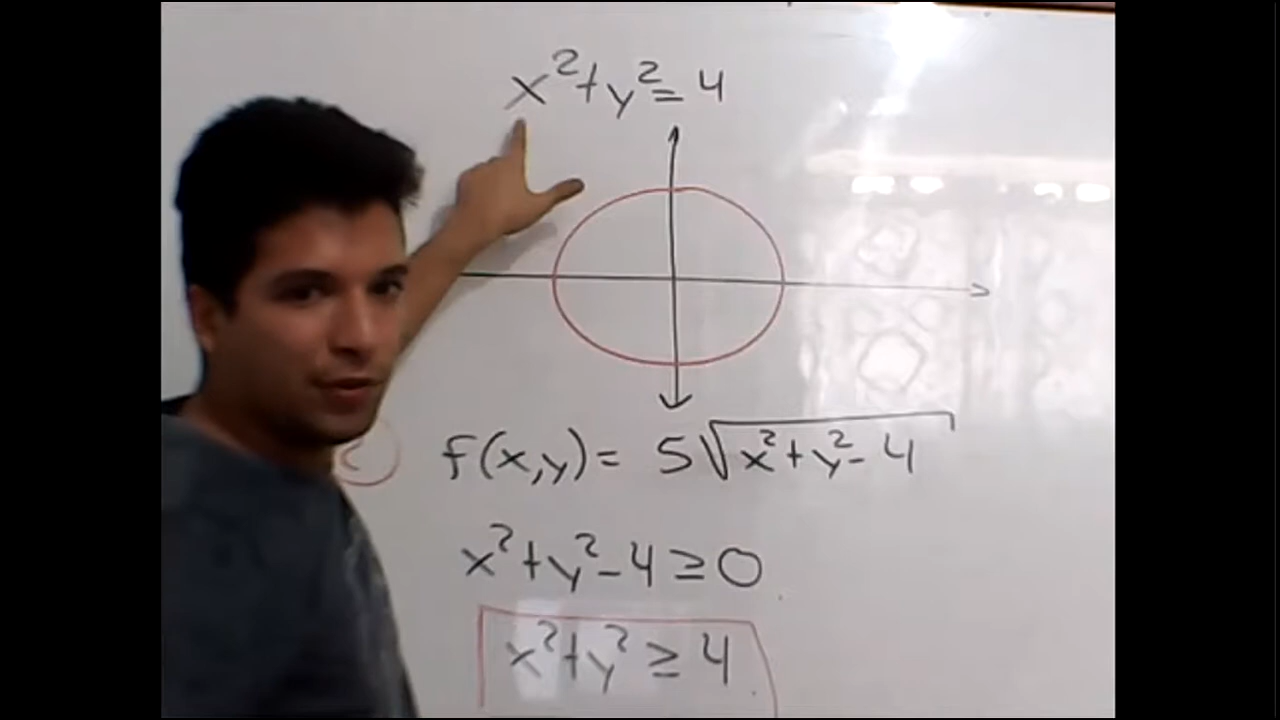 x²+y²=4
f(x,y)= 5√(x²+y²-4)
x²+y²-4≥0
x²+y²≥4